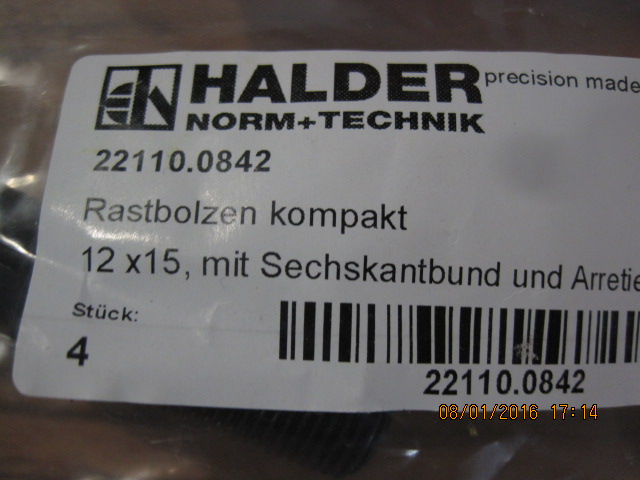 HALDER precision made
NORM+TECHNIK
22110.0842
Rastbolzen kompakt
12 x15, mit Sechskantbund und Arretie
Stück:
4
22110.0842
08/01/2016 17:14